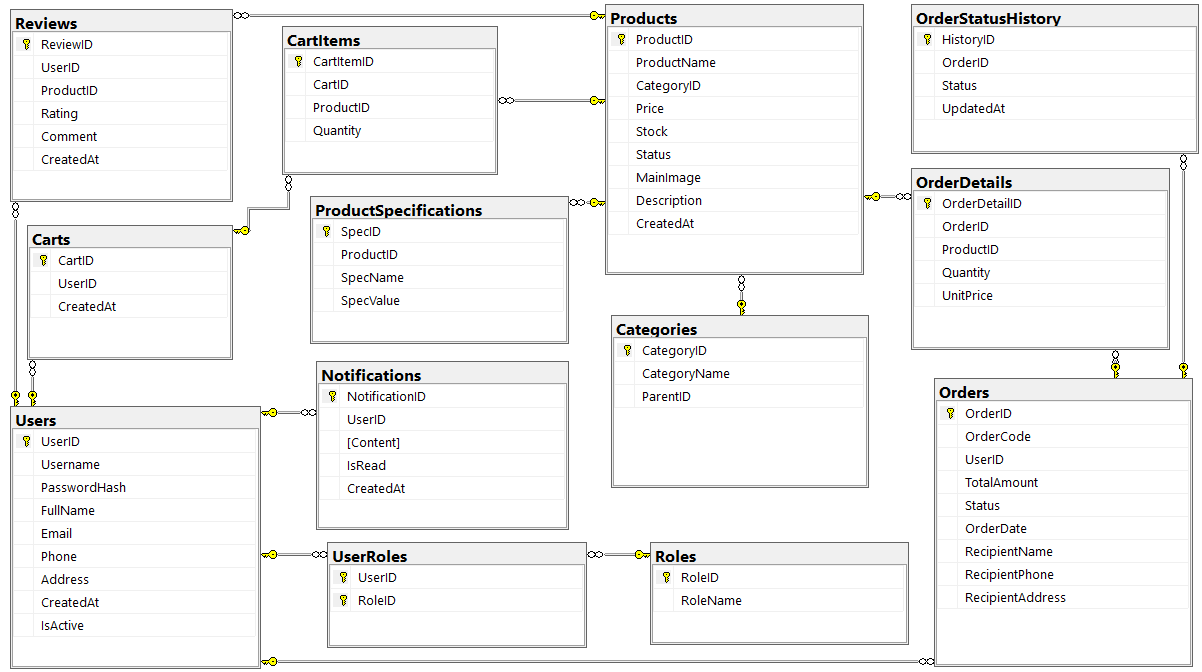 Reviews
ReviewID
UserID
ProductID
Rating
Comment
CreatedAt
CartItems
CartItemID
CartID
ProductID
Quantity
Products
ProductID
ProductName
CategoryID
Price
Stock
Status
MainImage
Description
CreatedAt
OrderStatusHistory
HistoryID
OrderID
Status
UpdatedAt
Carts
CartID
UserID
CreatedAt
ProductSpecifications
SpecID
ProductID
SpecName
SpecValue
OrderDetails
OrderDetailID
OrderID
ProductID
Quantity
UnitPrice
Categories
CategoryID
CategoryName
ParentID
Users
UserID
Username
PasswordHash
FullName
Email
Phone
Address
CreatedAt
IsActive
Notifications
NotificationID
UserID
[Content]
IsRead
CreatedAt
UserRoles
UserID
RoleID
Roles
RoleID
RoleName
Orders
OrderID
OrderCode
UserID
TotalAmount
Status
OrderDate
RecipientName
RecipientPhone
RecipientAddress